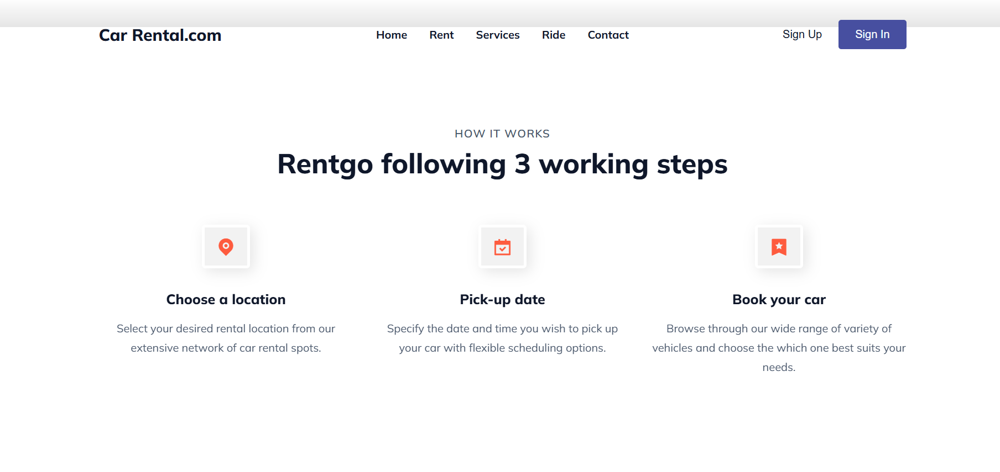 Car Rental.com
Home Rent Services Ride Contact
Sign Up Sign In
HOW IT WORKS
Rentgo following 3 working steps
Choose a location
Select your desired rental location from our
extensive network of car rental spots.
Pick-up date
Specify the date and time you wish to pick up
your car with flexible scheduling options.
Book your car
Browse through our wide range of variety of
vehicles and choose the which one best suits your
needs.